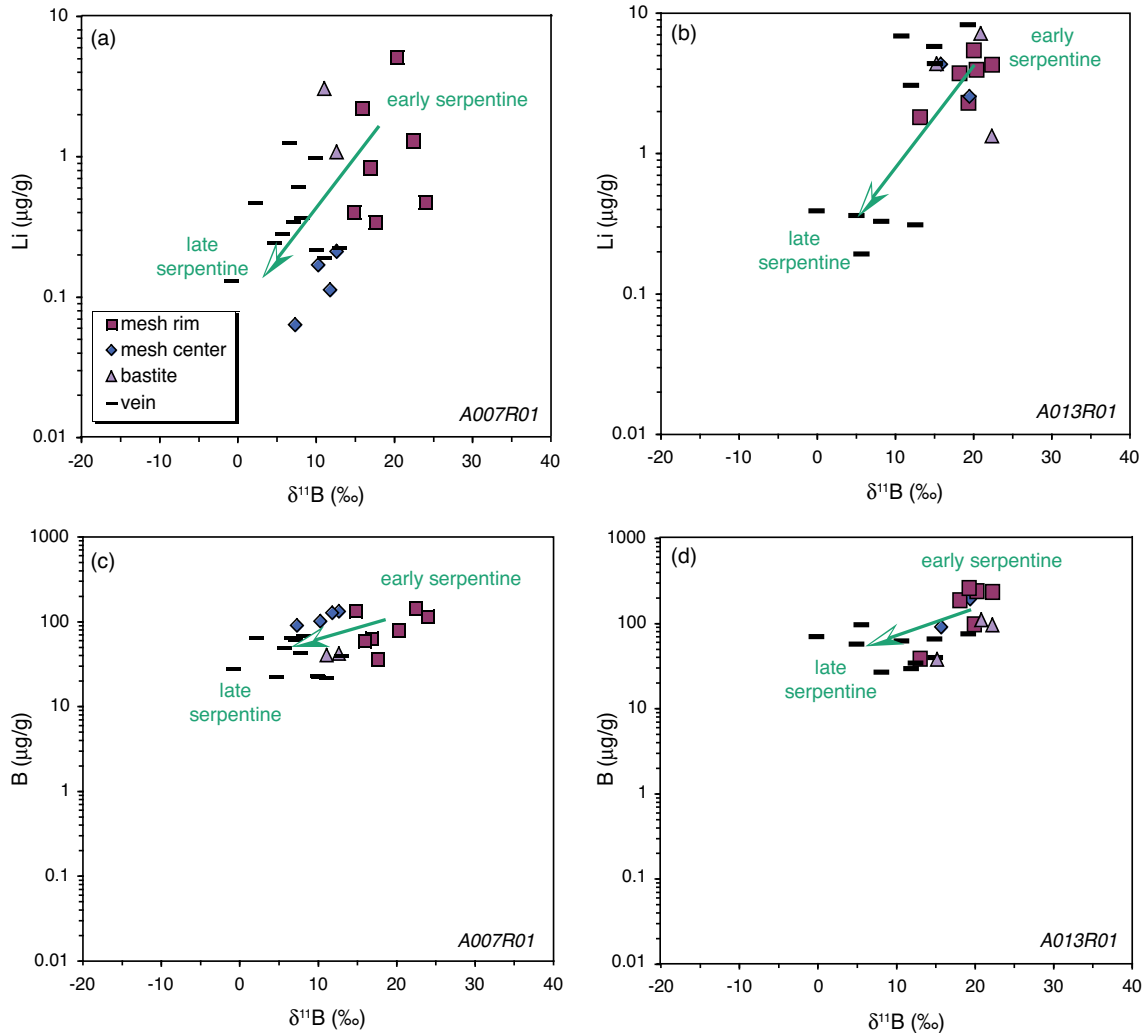 (a)
10
1
0.1
0.01
Li (µg/g)
early serpentine
late
serpentine
mesh rim
mesh center
bastite
vein
A007R01
-20 -10 0 10 20 30 40
δ¹¹B (‰)
(b)
10
1
0.1
0.01
Li (µg/g)
early
serpentine
late
serpentine
A013R01
-20 -10 0 10 20 30 40
δ¹¹B (‰)
(c)
1000
100
10
1
0.1
0.01
B (µg/g)
early serpentine
late
serpentine
A007R01
-20 -10 0 10 20 30 40
δ¹¹B (‰)
(d)
1000
100
10
1
0.1
0.01
B (µg/g)
early serpentine
late
serpentine
A013R01
-20 -10 0 10 20 30 40
δ¹¹B (‰)